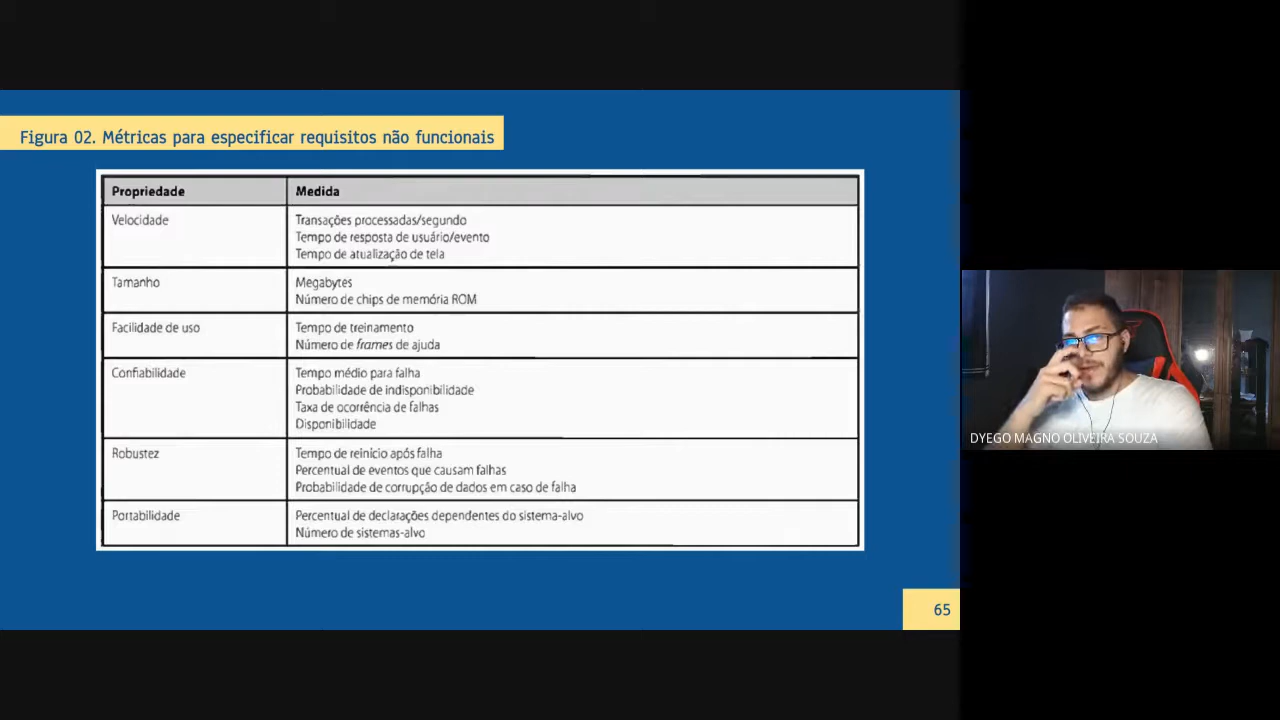 Figura 02. Métricas para especificar requisitos não funcionais
Propriedade Medida
Velocidade Transações processadas/segundo
Tempo de resposta de usuário/evento
Tempo de atualização de tela
Tamanho Megabytes
Número de chips de memória ROM
Facilidade de uso Tempo de treinamento
Número de frames de ajuda
Confiabilidade Tempo médio para falha
Probabilidade de indisponibilidade
Taxa de ocorrência de falhas
Disponibilidade
Robustez Tempo de reinício após falha
Percentual de eventos que causam falhas
Probabilidade de corrupção de dados em caso de falha
Portabilidade Percentual de declarações dependentes do sistema-alvo
Número de sistemas-alvo
65
DYEGO MAGNO OLIVEIRA SOUZA